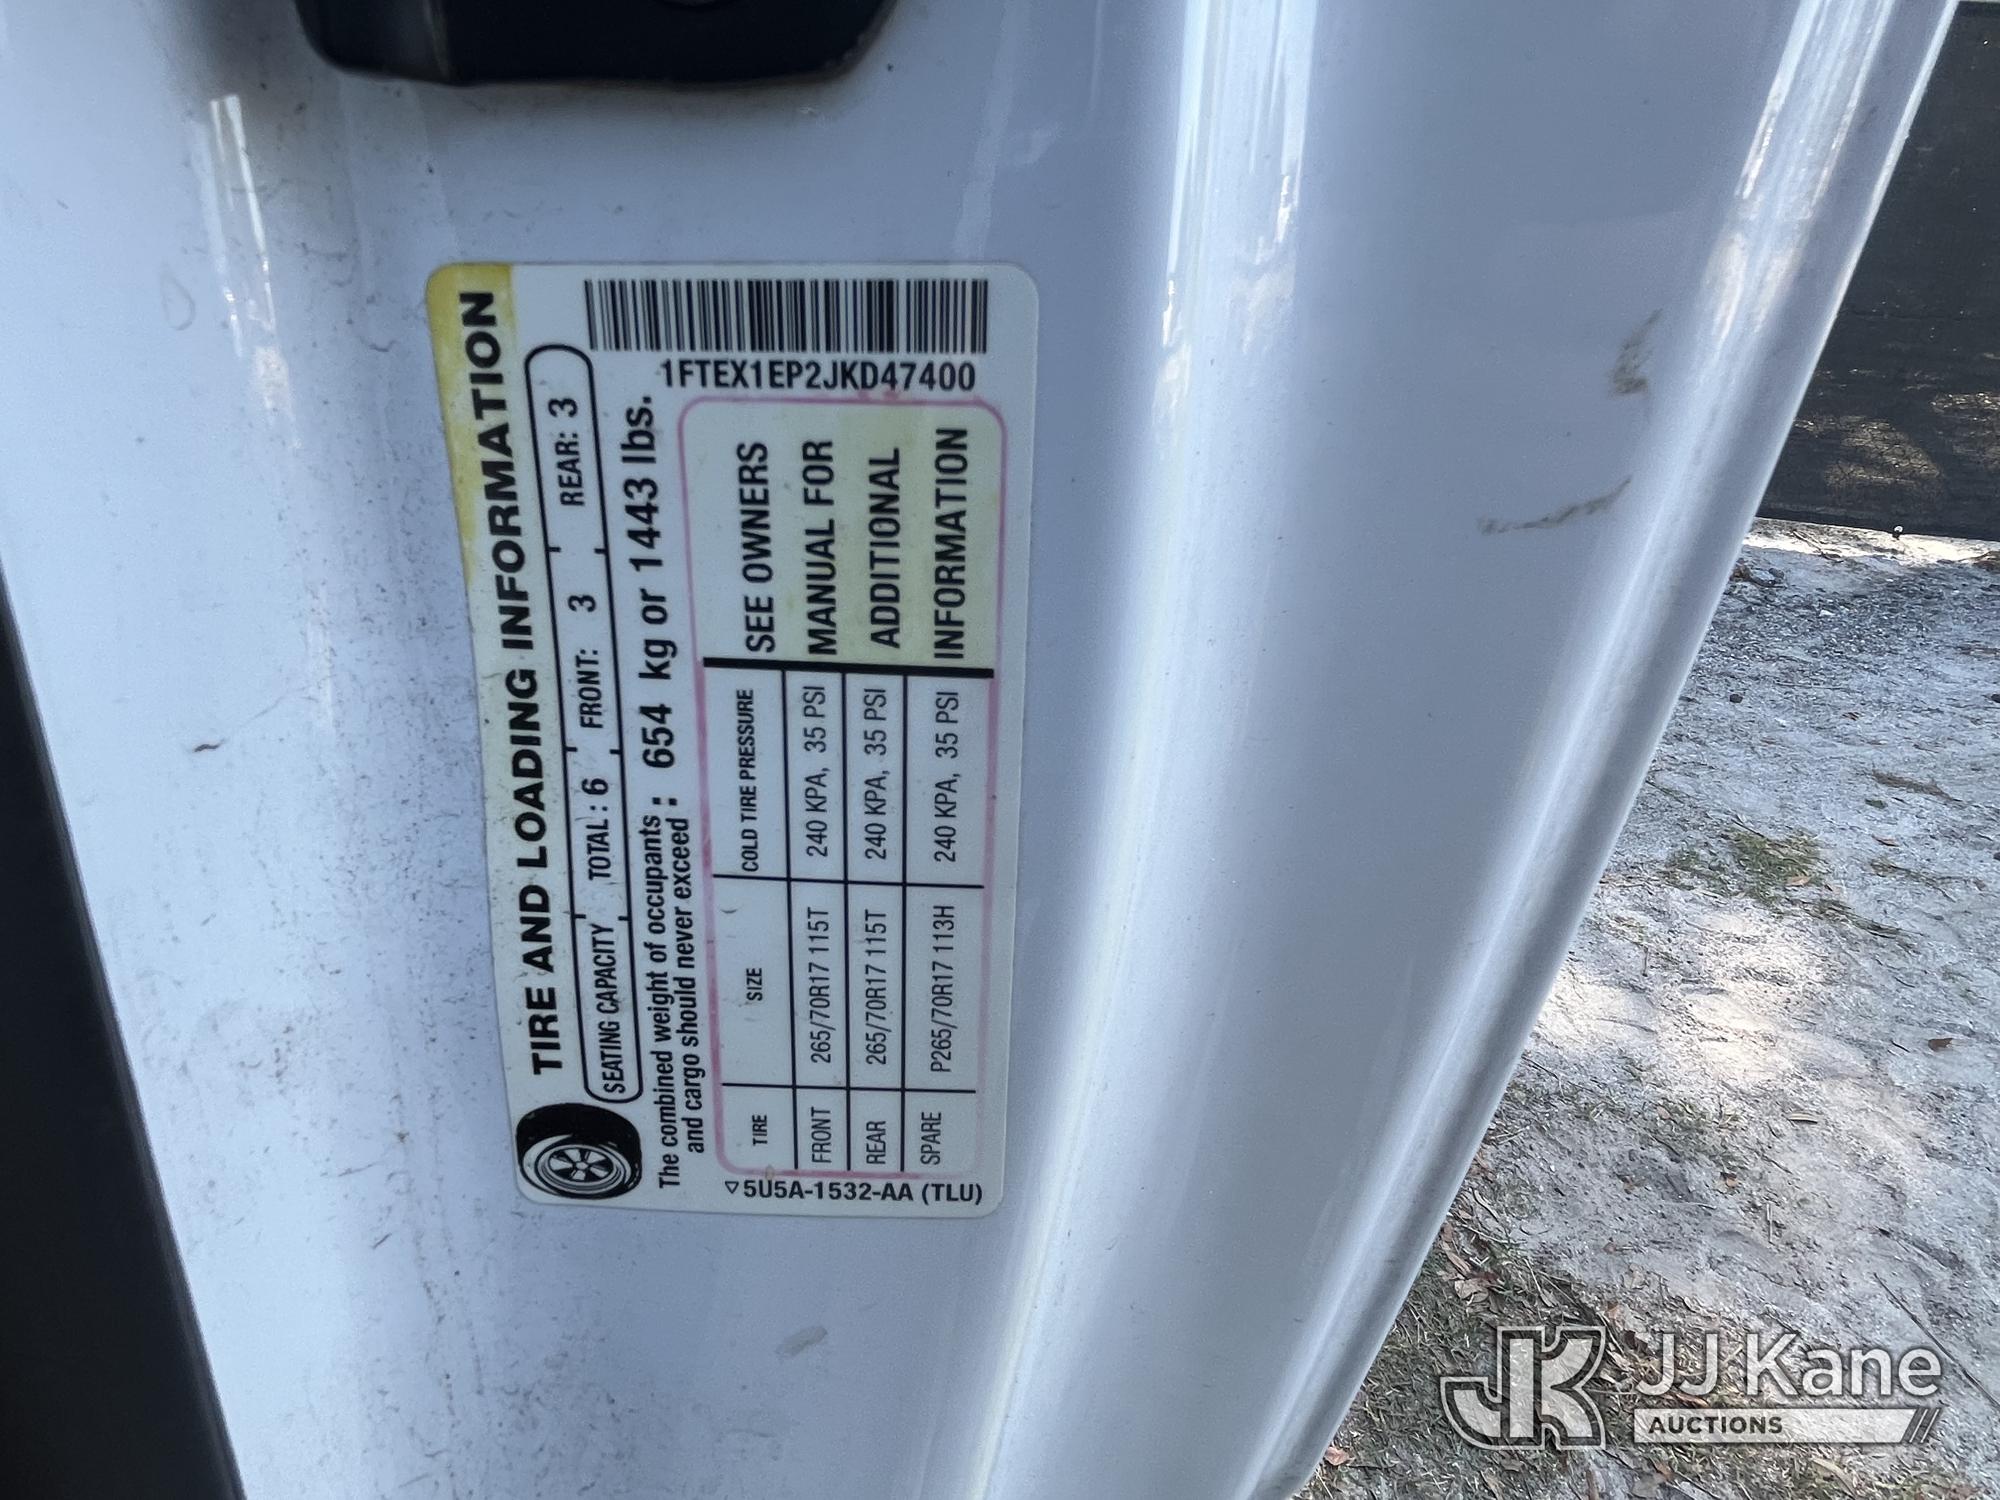 TIRE AND LOADING INFORMATION
SEATING CAPACITY TOTAL : 6 FRONT: 3 REAR: 3
The combined weight of occupants and cargo should never exceed : 654 kg or 1443 lbs.
1FTEX1EP2JKD47400
TIRE SIZE COLD TIRE PRESSURE
FRONT 265/70R17 115T 240 KPA, 35 PSI
REAR 265/70R17 115T 240 KPA, 35 PSI
SPARE P265/70R17 113H 240 KPA, 35 PSI
SEE OWNERS
MANUAL FOR
ADDITIONAL
INFORMATION
5U5A-1532-AA (TLU)
JK JJ Kane
AUCTIONS